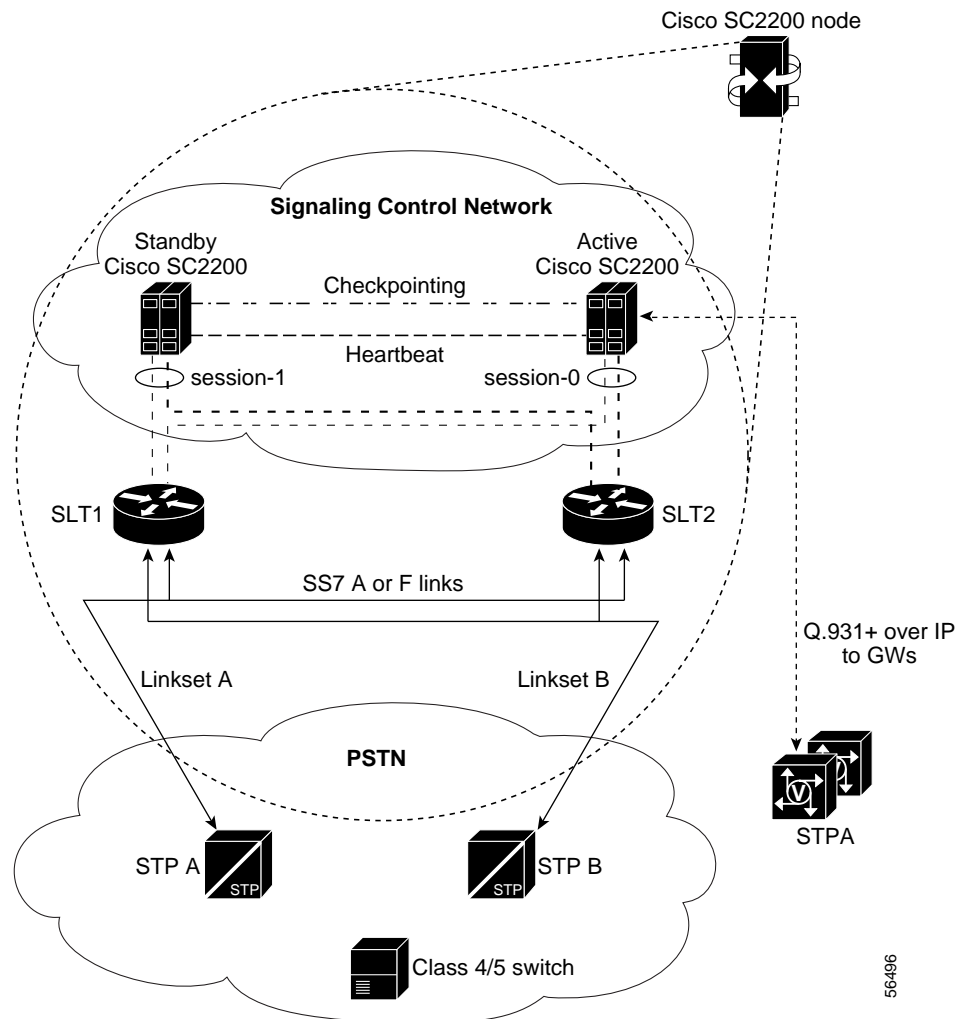 Cisco SC2200 node
Signaling Control Network
Standby
Cisco SC2200
Active
Cisco SC2200
Checkpointing
Heartbeat
session-1
session-0
SLT1
SLT2
SS7 A or F links
Q.931+ over IP
to GWs
Linkset A
Linkset B
PSTN
V
V
STPA
STP A
STP
STP B
STP
Class 4/5 switch
56496